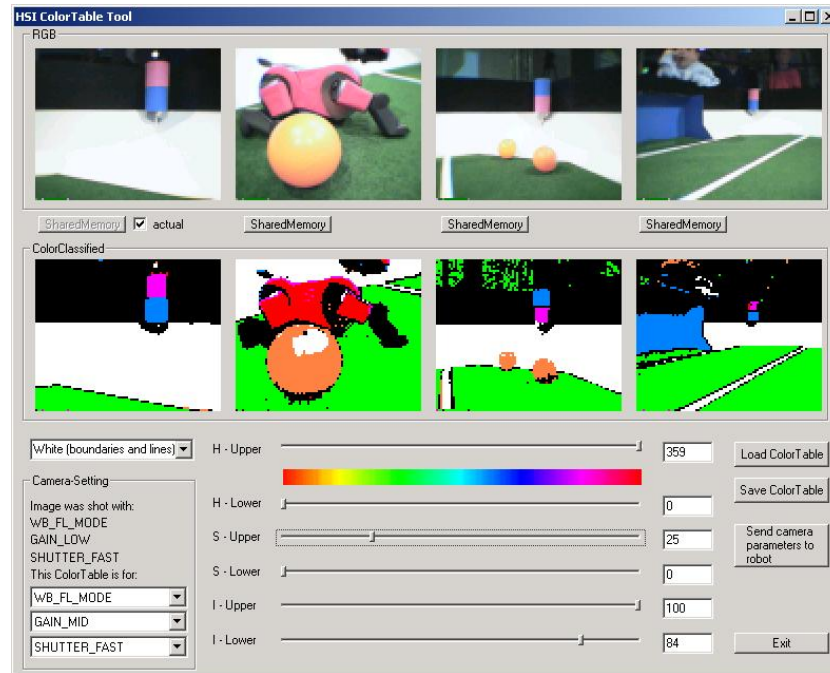 HSI ColorTable Tool
RGB
SharedMemory
actual
SharedMemory
SharedMemory
SharedMemory
ColorClassified
White (boundaries and lines)
H - Upper
359
Load ColorTable
Camera-Setting
Save ColorTable
Image was shot with:
H - Lower
0
WB_FL_MODE
GAIN_LOW
S - Upper
25
Send camera
parameters to
robot
SHUTTER_FAST
This ColorTable is for:
S - Lower
0
WB_FL_MODE
I - Upper
100
GAIN_MID
I - Lower
84
Exit
SHUTTER_FAST